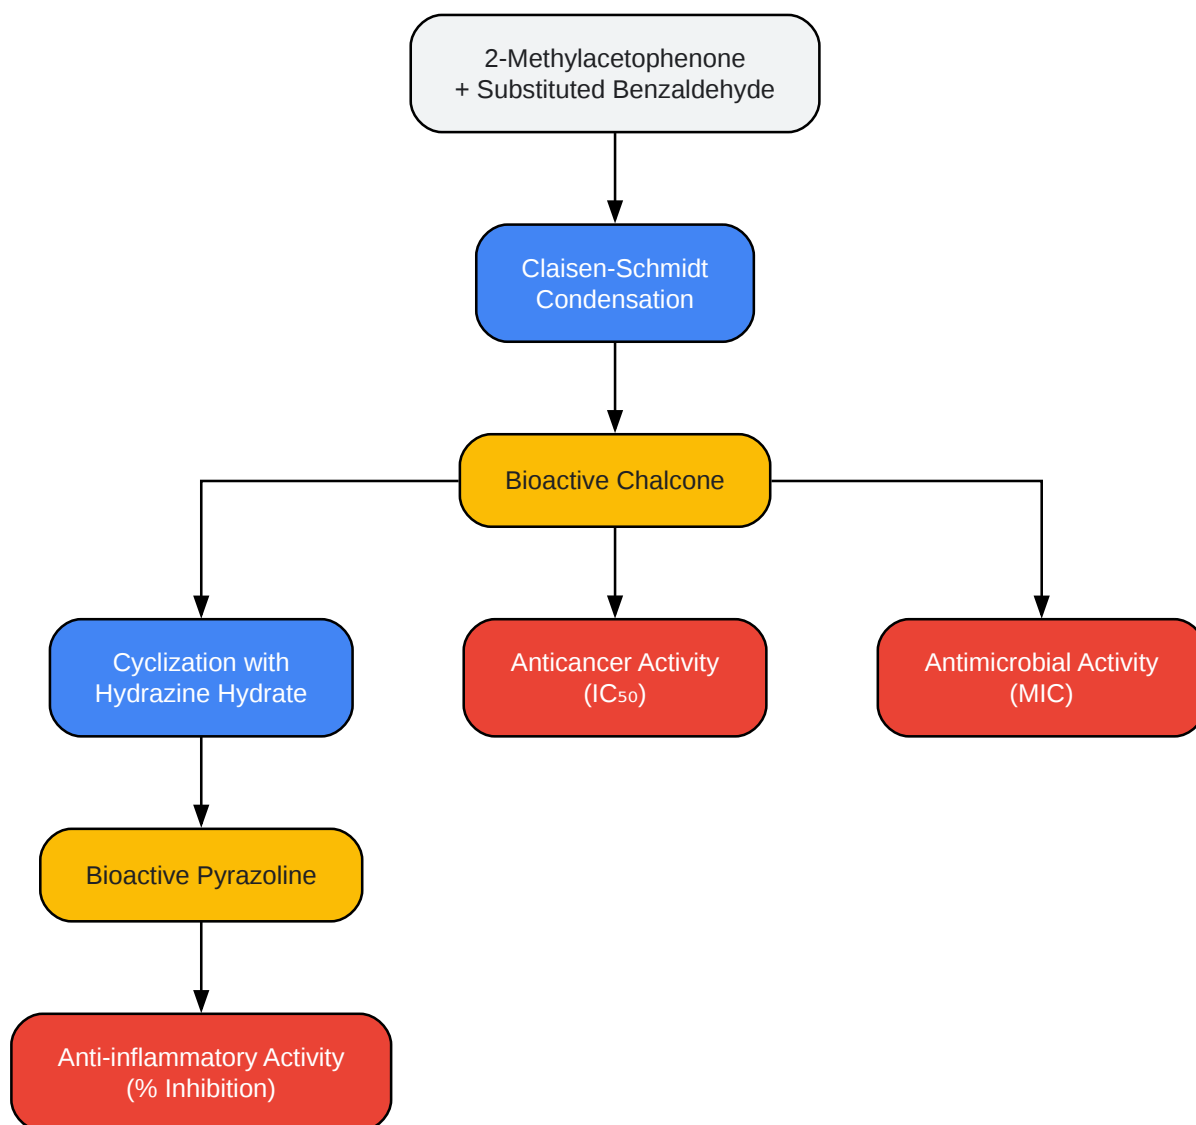 2-Methylacetophenone
+ Substituted Benzaldehyde
Claisen-Schmidt
Condensation
Bioactive Chalcone
Cyclization with
Hydrazine Hydrate
Anticancer Activity
(IC₅₀)
Antimicrobial Activity
(MIC)
Bioactive Pyrazoline
Anti-inflammatory Activity
(% Inhibition)